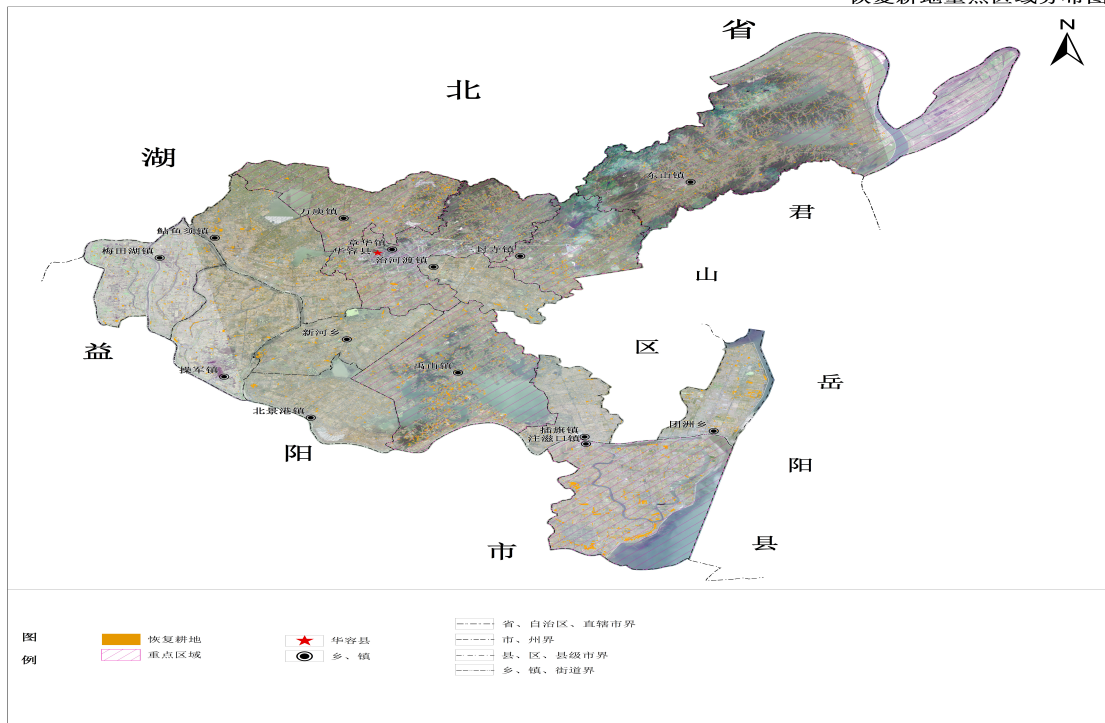 恢复耕地重点区域分布图
N
省
北
湖
东山镇
君
万庾镇
鲇鱼须镇
章华镇
梅田湖镇
华容县
三封寺镇
治河渡镇
山
新河乡
区
益
禹山镇
操军镇
岳
北景港镇
团洲乡
插旗镇
注滋口镇
阳
阳
市
县
图
例
恢复耕地
重点区域
华容县
乡、镇
省、自治区、直辖市界
市、州界
县、区、县级市界
乡、镇、街道界